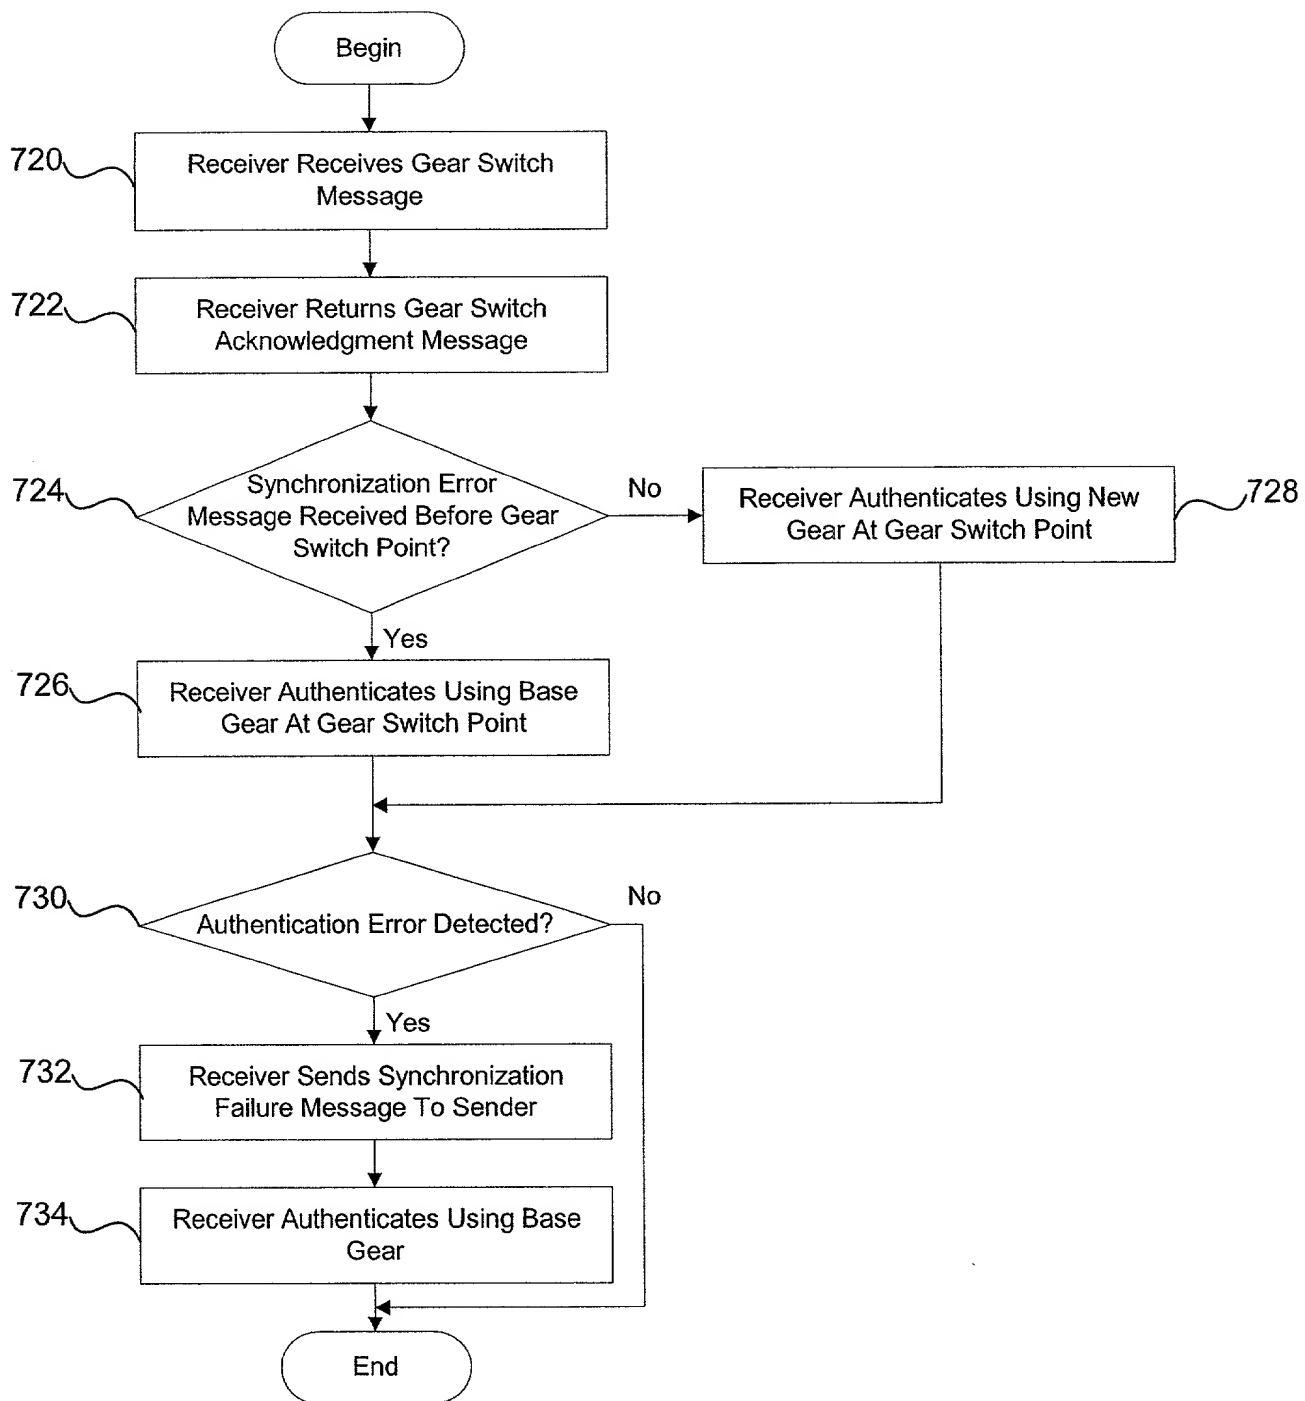 Begin
720
Receiver Receives Gear Switch
Message
722
Receiver Returns Gear Switch
Acknowledgment Message
724
Synchronization Error
Message Received Before Gear
Switch Point?
No
Receiver Authenticates Using New
Gear At Gear Switch Point
728
Yes
726
Receiver Authenticates Using Base
Gear At Gear Switch Point
730
Authentication Error Detected?
No
Yes
732
Receiver Sends Synchronization
Failure Message To Sender
734
Receiver Authenticates Using Base
Gear
End